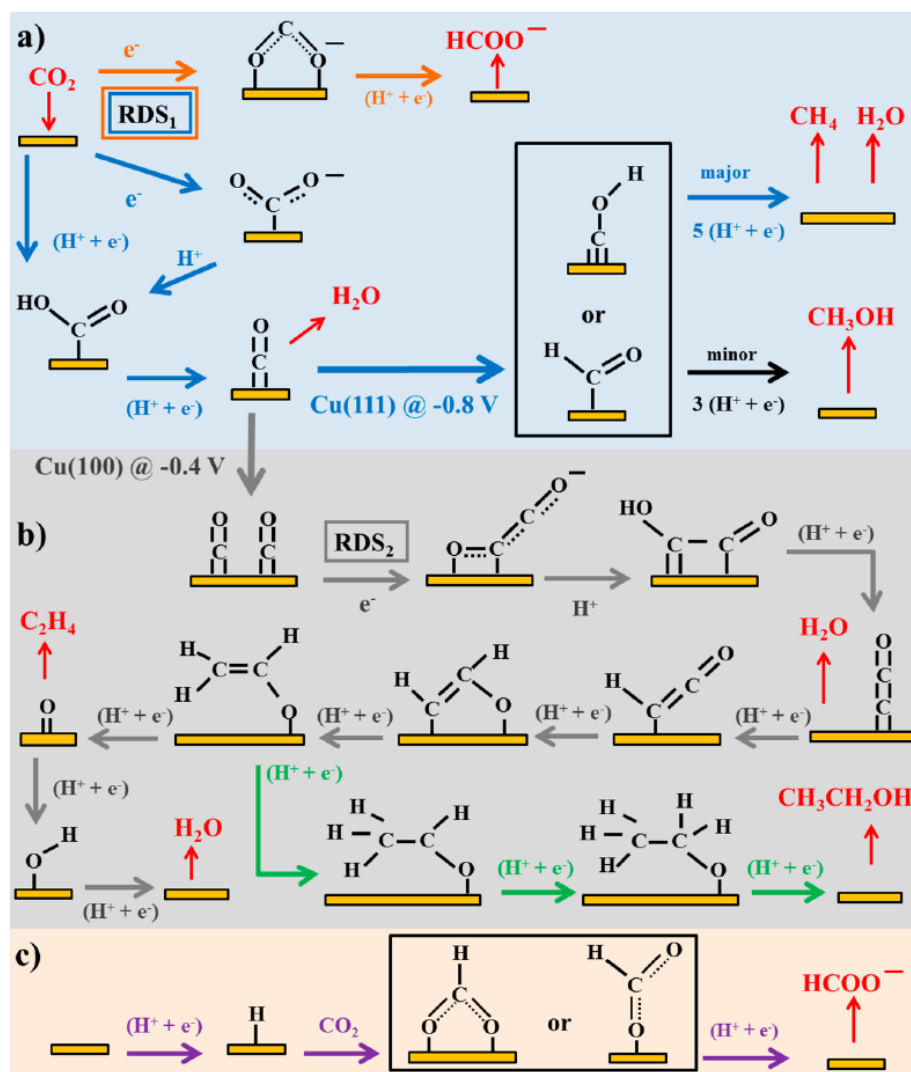 a)
e⁻
HCOO⁻
CO₂
RDS₁
(H⁺ + e⁻)
CH₄ H₂O
C
O O⁻
e⁻
O O⁻
C
(H⁺ + e⁻)
H⁺
H
O
C
major
5 (H⁺ + e⁻)
HO O
C
H₂O
or
CH₃OH
O
C
(H⁺ + e⁻)
Cu(111) @ -0.8 V
H O
C
minor
3 (H⁺ + e⁻)
Cu(100) @ -0.4 V
b)
O O
C C
RDS₂
e⁻
O⁻
C
O C
H⁺
HO O
C C
(H⁺ + e⁻)
C₂H₄
O
(H⁺ + e⁻)
H H
C C
H O
(H⁺ + e⁻)
H
C C
H O
(H⁺ + e⁻)
O
H C
C
(H⁺ + e⁻)
H₂O
O
C
C
(H⁺ + e⁻)
(H⁺ + e⁻)
H
O
(H⁺ + e⁻)
H₂O
H H
H C C
H O
(H⁺ + e⁻)
H H
H C C H
H O
(H⁺ + e⁻)
CH₃CH₂OH
c)
(H⁺ + e⁻)
H
CO₂
H
C
O O
or
H O
C
O
(H⁺ + e⁻)
HCOO⁻